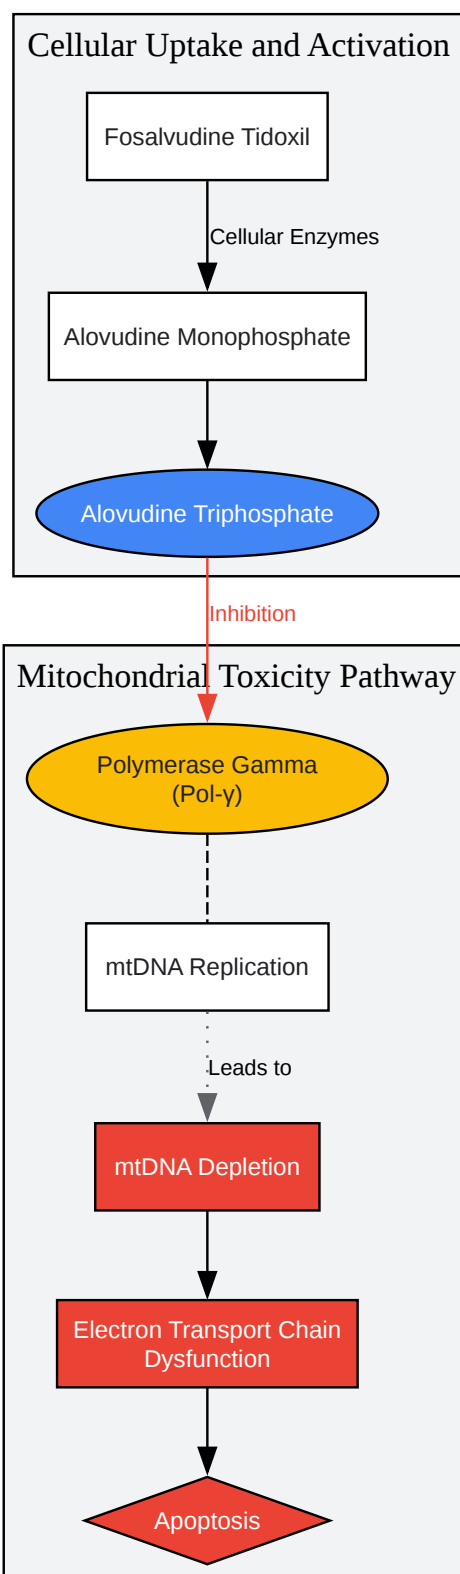 Cellular Uptake and Activation
Fosalvudine Tidoxil
Cellular Enzymes
Alovudine Monophosphate
Alovudine Triphosphate
Inhibition
Mitochondrial Toxicity Pathway
Polymerase Gamma
(Pol-γ)
mtDNA Replication
Leads to
mtDNA Depletion
Electron Transport Chain
Dysfunction
Apoptosis